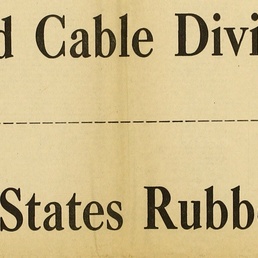 d Cable Divi
States Rubb